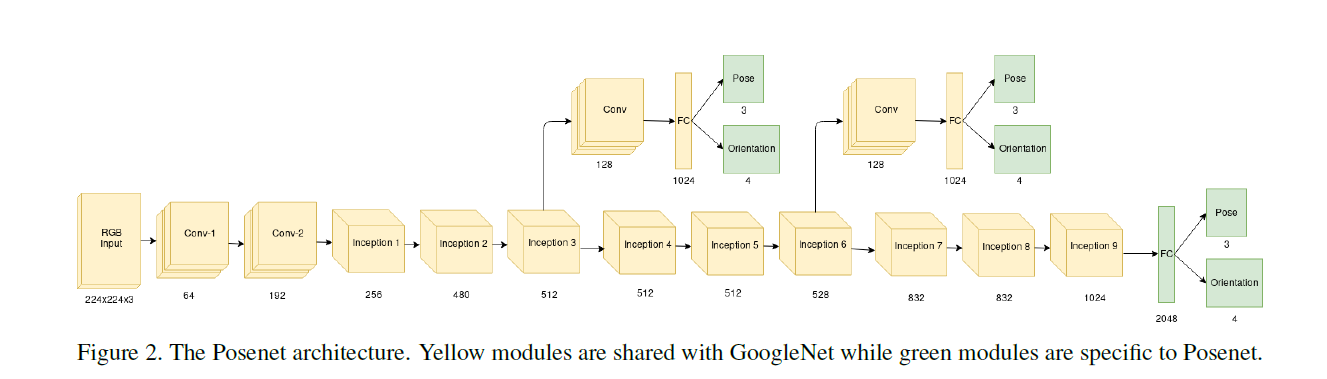 Pose
3
Conv
FC
Orientation
128
1024
4
Pose
3
Conv
FC
Orientation
128
1024
4
RGB
Input
Conv-1
Conv-2
Inception 1
Inception 2
Inception 3
Inception 4
Inception 5
Inception 6
Inception 7
Inception 8
Inception 9
FC
Pose
3
Orientation
4
224x224x3
64
192
256
480
512
512
512
528
832
832
1024
2048
Figure 2. The Posenet architecture. Yellow modules are shared with GoogleNet while green modules are specific to Posenet.